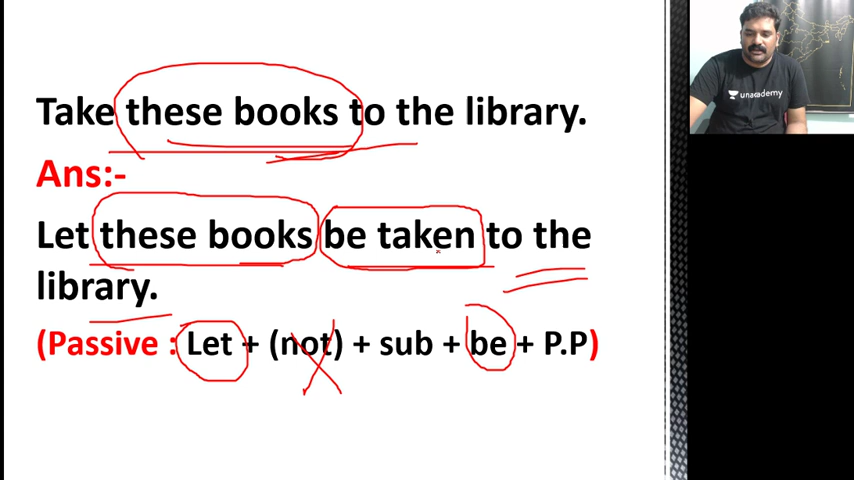 Take these books to the library.
Ans:-
Let these books be taken to the
library.
(Passive : Let + (not) + sub + be + P.P)
unacademy